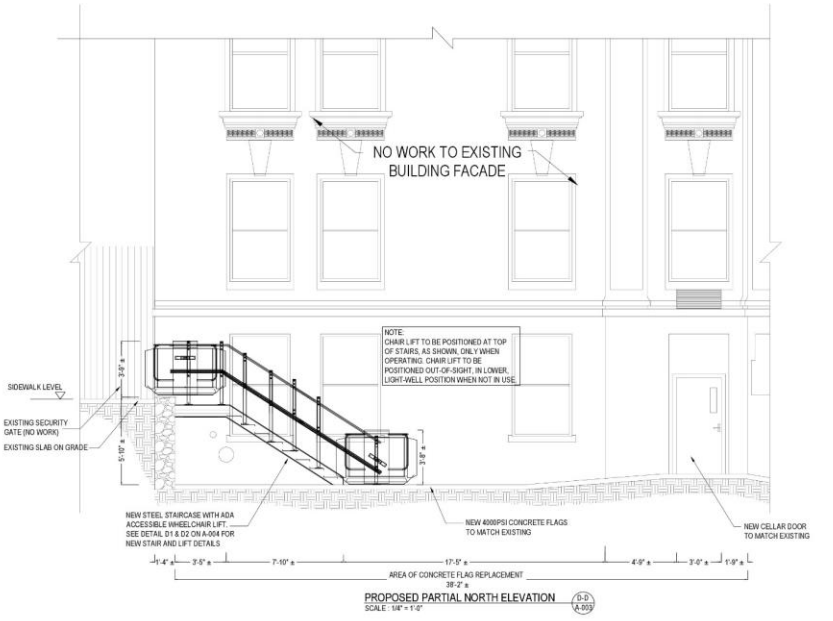 NO WORK TO EXISTING
BUILDING FACADE
NOTE:
CHAIR LIFT TO BE POSITIONED AT TOP
OF STAIRS, AS SHOWN, ONLY WHEN
OPERATING. CHAIR LIFT TO BE
POSITIONED OUT-OF-SIGHT, IN LOWER,
LIGHT-WELL POSITION WHEN NOT IN USE.
SIDEWALK LEVEL
EXISTING SECURITY
GATE (NO WORK)
EXISTING SLAB ON GRADE
5'-10" ±
NEW STEEL STAIRCASE WITH ADA
ACCESSIBLE WHEELCHAIR LIFT.
SEE DETAIL D1 & D2 ON A-004 FOR
NEW STAIR AND LIFT DETAILS
NEW 4000PSI CONCRETE FLAGS
TO MATCH EXISTING
NEW CELLAR DOOR
TO MATCH EXISTING
1'-4" ± 3'-5" ± 7'-10" ± 17'-5" ± 4'-9" ± 3'-0" ± 1'-9" ±
AREA OF CONCRETE FLAG REPLACEMENT
38'-2" ±
PROPOSED PARTIAL NORTH ELEVATION
SCALE : 1/4" = 1'-0"
D-D
A-003